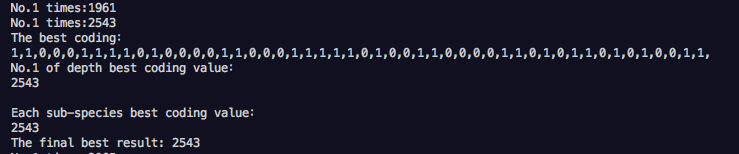 No.1 times:1961
No.1 times:2543
The best coding:
1,1,0,0,0,1,1,1,1,0,1,0,0,0,0,1,1,0,0,0,1,1,1,1,1,0,1,0,0,1,1,0,0,0,0,1,1,0,1,0,1,1,0,1,0,1,0,0,1,1,
No.1 of depth best coding value:
2543
Each sub-species best coding value:
2543
The final best result: 2543